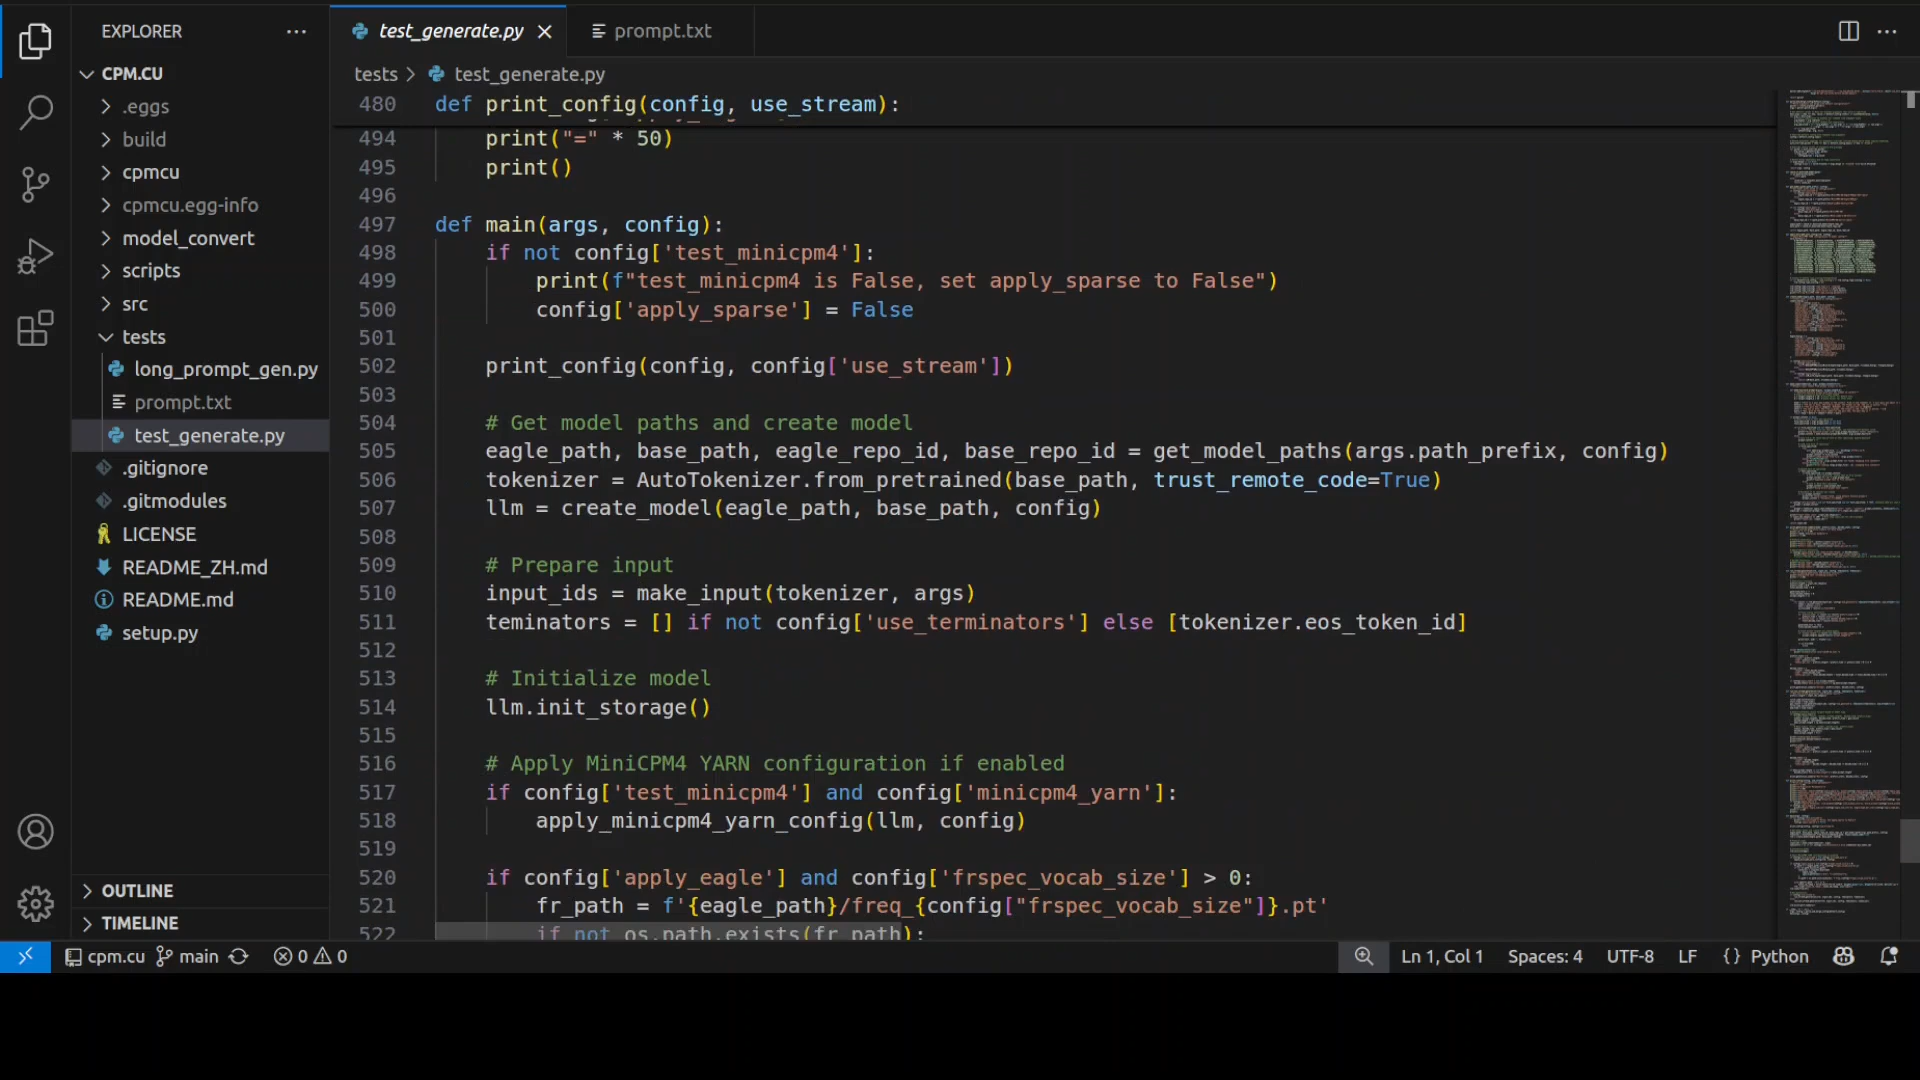 EXPLORER
test_generate.py
prompt.txt
CPM.CU
.eggs
build
cpmcu
cpmcu.egg-info
model_convert
scripts
src
tests
long_prompt_gen.py
prompt.txt
test_generate.py
.gitignore
.gitmodules
LICENSE
README_ZH.md
README.md
setup.py
OUTLINE
TIMELINE
tests > test_generate.py
480 def print_config(config, use_stream):
494 print("=" * 50)
495 print()
496
497 def main(args, config):
498 if not config['test_minicpm4']:
499 print(f"test_minicpm4 is False, set apply_sparse to False")
500 config['apply_sparse'] = False
501
502 print_config(config, config['use_stream'])
503
504 # Get model paths and create model
505 eagle_path, base_path, eagle_repo_id, base_repo_id = get_model_paths(args.path_prefix, config)
506 tokenizer = AutoTokenizer.from_pretrained(base_path, trust_remote_code=True)
507 llm = create_model(eagle_path, base_path, config)
508
509 # Prepare input
510 input_ids = make_input(tokenizer, args)
511 teminators = [] if not config['use_terminators'] else [tokenizer.eos_token_id]
512
513 # Initialize model
514 llm.init_storage()
515
516 # Apply MiniCPM4 YARN configuration if enabled
517 if config['test_minicpm4'] and config['minicpm4_yarn']:
518 apply_minicpm4_yarn_config(llm, config)
519
520 if config['apply_eagle'] and config['frspec_vocab_size'] > 0:
521 fr_path = f'{eagle_path}/freq_{config["frspec_vocab_size"]}.pt'
522 if not os.path.exists(fr_path):
cpm.cu main 0 0 Ln 1, Col 1 Spaces: 4 UTF-8 LF {} Python